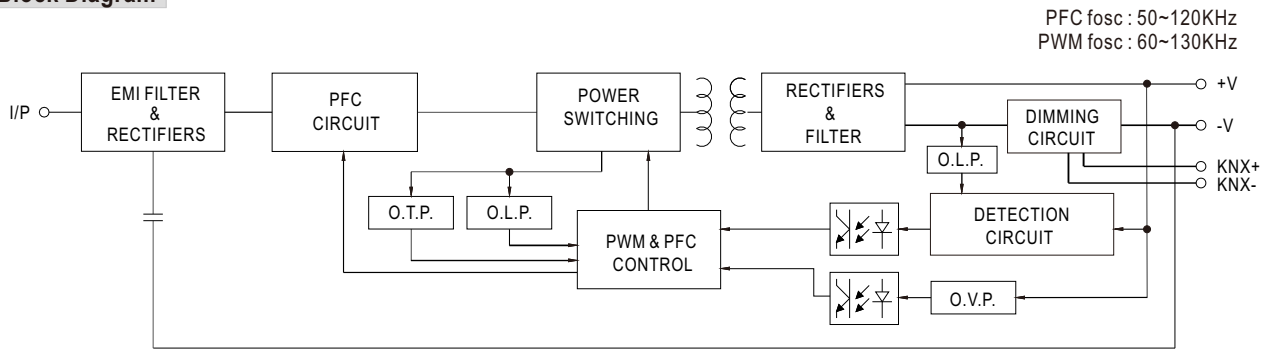 Block Diagram
PFC fosc : 50~120KHz
PWM fosc : 60~130KHz
I/P
EMI FILTER
&
RECTIFIERS
PFC
CIRCUIT
POWER
SWITCHING
RECTIFIERS
&
FILTER
DIMMING
CIRCUIT
+V
-V
KNX+
KNX-
O.L.P.
O.T.P.
O.L.P.
PWM & PFC
CONTROL
DETECTION
CIRCUIT
O.V.P.